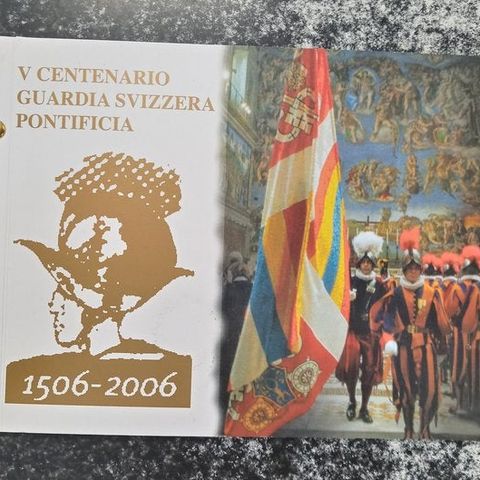 V CENTENARIO
GUARDIA SVIZZERA
PONTIFICIA
1506-2006